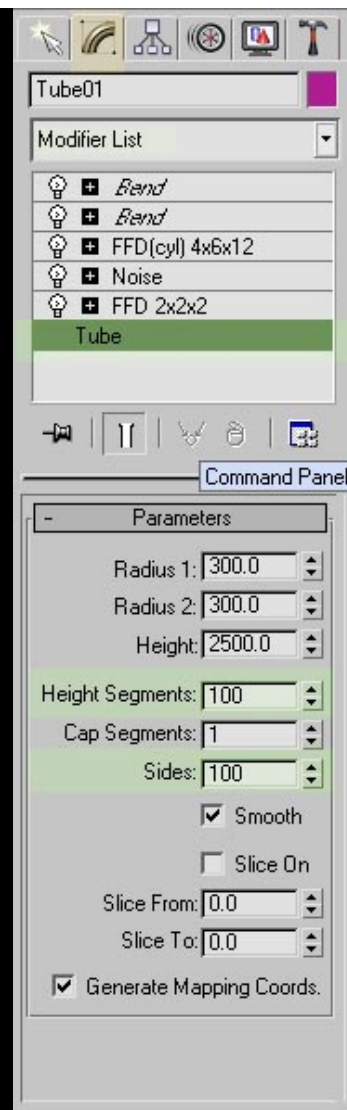 Tube01
Modifier List
Bend
Bend
FFD(cyl) 4x6x12
Noise
FFD 2x2x2
Tube
Command Pane
- Parameters
Radius 1: 300.0
Radius 2: 300.0
Height: 2500.0
Height Segments: 100
Cap Segments: 1
Sides: 100
Smooth
Slice On
Slice From: 0.0
Slice To: 0.0
Generate Mapping Coords.